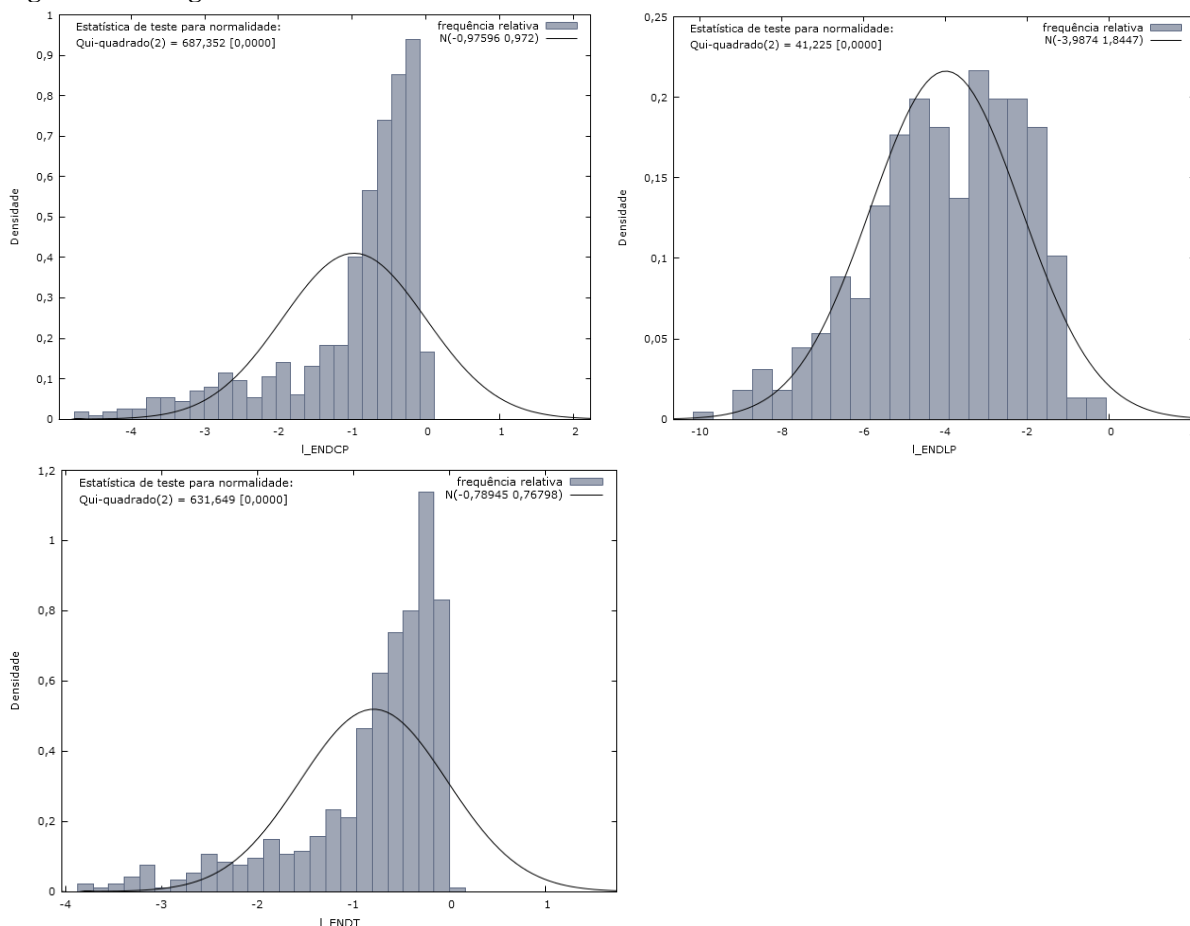 Estatística de teste para normalidade:
Qui-quadrado(2) = 687,352 [0,0000]
frequência relativa
N(-0,97596 0,972)
1
0,9
0,8
0,7
0,6
0,5
0,4
0,3
0,2
0,1
0
Densidade
-4
-3
-2
-1
0
1
2
l_ENDCP
Estatística de teste para normalidade:
Qui-quadrado(2) = 41,225 [0,0000]
frequência relativa
N(-3,9874 1,8447)
0,25
0,2
0,15
0,1
0,05
0
Densidade
-10
-8
-6
-4
-2
0
l_ENDLP
Estatística de teste para normalidade:
Qui-quadrado(2) = 631,649 [0,0000]
frequência relativa
N(-0,78945 0,76798)
1,2
1
0,8
0,6
0,4
0,2
0
Densidade
-4
-3
-2
-1
0
1
l_ENDT